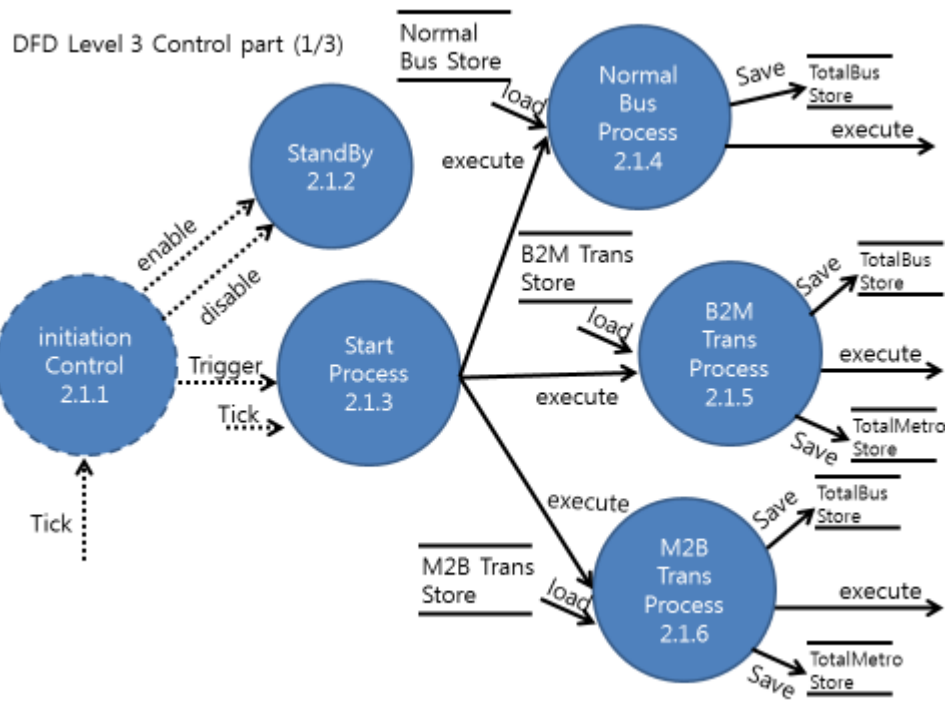 DFD Level 3 Control part (1/3)
Normal
Bus Store
load
Normal
Bus
Process
2.1.4
Save
TotalBus
Store
execute
StandBy
2.1.2
execute
enable
disable
B2M Trans
Store
load
B2M
Trans
Process
2.1.5
Save
TotalBus
Store
execute
Save
TotalMetro
Store
initiation
Control
2.1.1
Trigger
Tick
Start
Process
2.1.3
execute
Tick
execute
M2B Trans
Store
load
M2B
Trans
Process
2.1.6
Save
TotalBus
Store
execute
Save
TotalMetro
Store